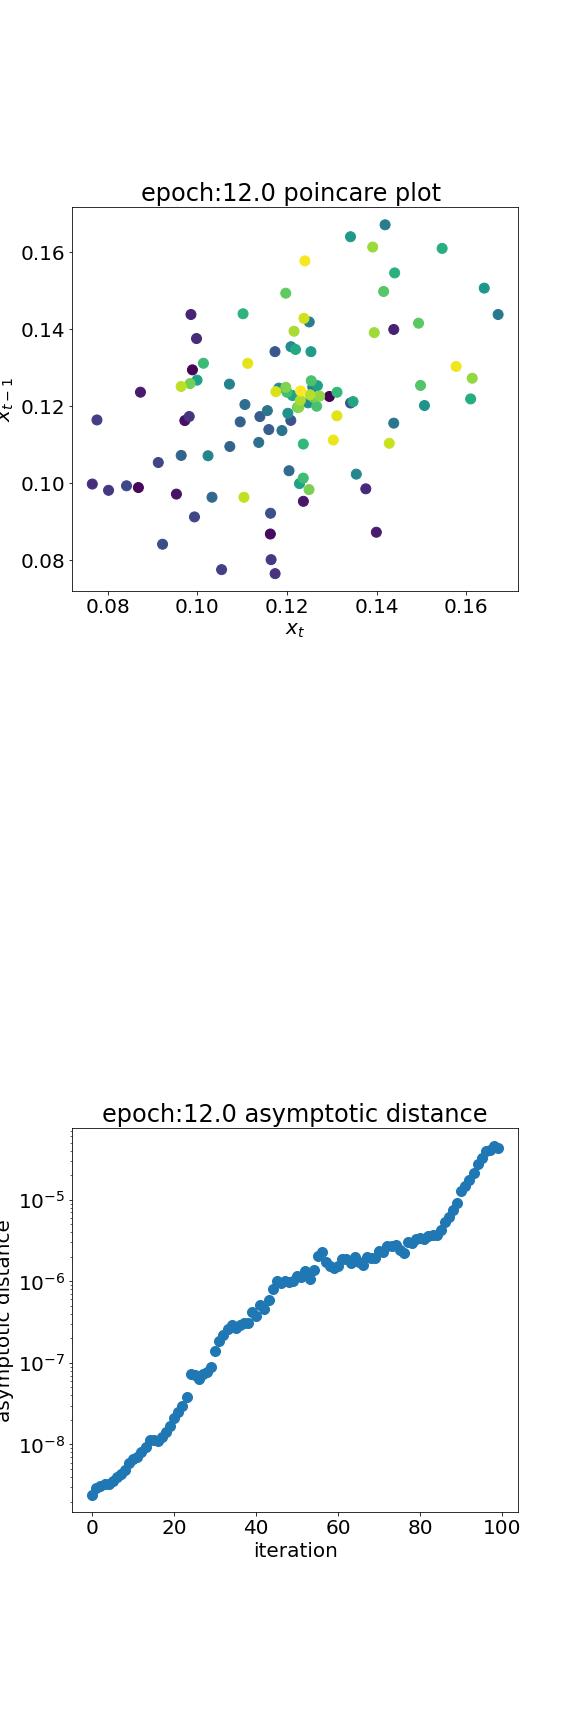 epoch:12.0 poincare plot
0.16
0.14
0.12
0.10
0.08
x_{t-1}
0.08 0.10 0.12 0.14 0.16
x_t
epoch:12.0 asymptotic distance
10^{-5}
10^{-6}
10^{-7}
10^{-8}
asymptotic distance
0 20 40 60 80 100
iteration